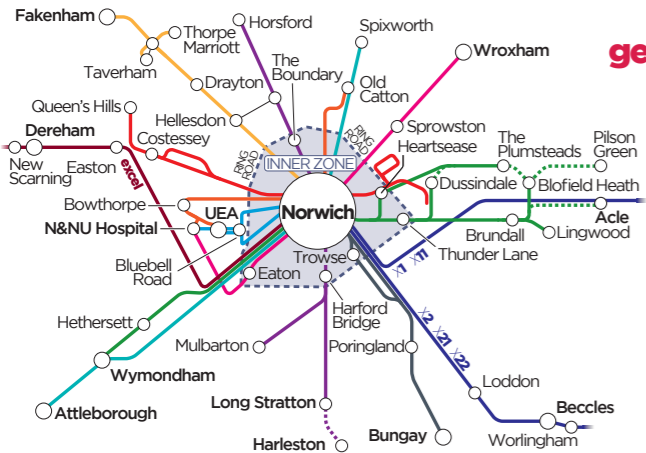 Fakenham
Horsford
Thorpe
Marriott
Spixworth
Taverham
The
Boundary
Wroxham
ge
Drayton
Old
Catton
Queen's Hills
Hellesdon
Sprowston
Costessey
RING
ROAD
RING
ROAD
Heartsease
The
Plumsteads
Pilson
Green
Dereham
INNER ZONE
New
Scarning
Easton
excel
Dussindale
Blofield Heath
Bowthorpe
UEA
Norwich
Acle
N&NU Hospital
Brundall
Lingwood
Bluebell
Road
Trowse
Thunder Lane
Eaton
X1 X11
Harford
Bridge
Hethersett
X2 X21 X22
Mulbarton
Poringland
Wymondham
Loddon
Long Stratton
Beccles
Attleborough
Worlingham
Harleston
Bungay